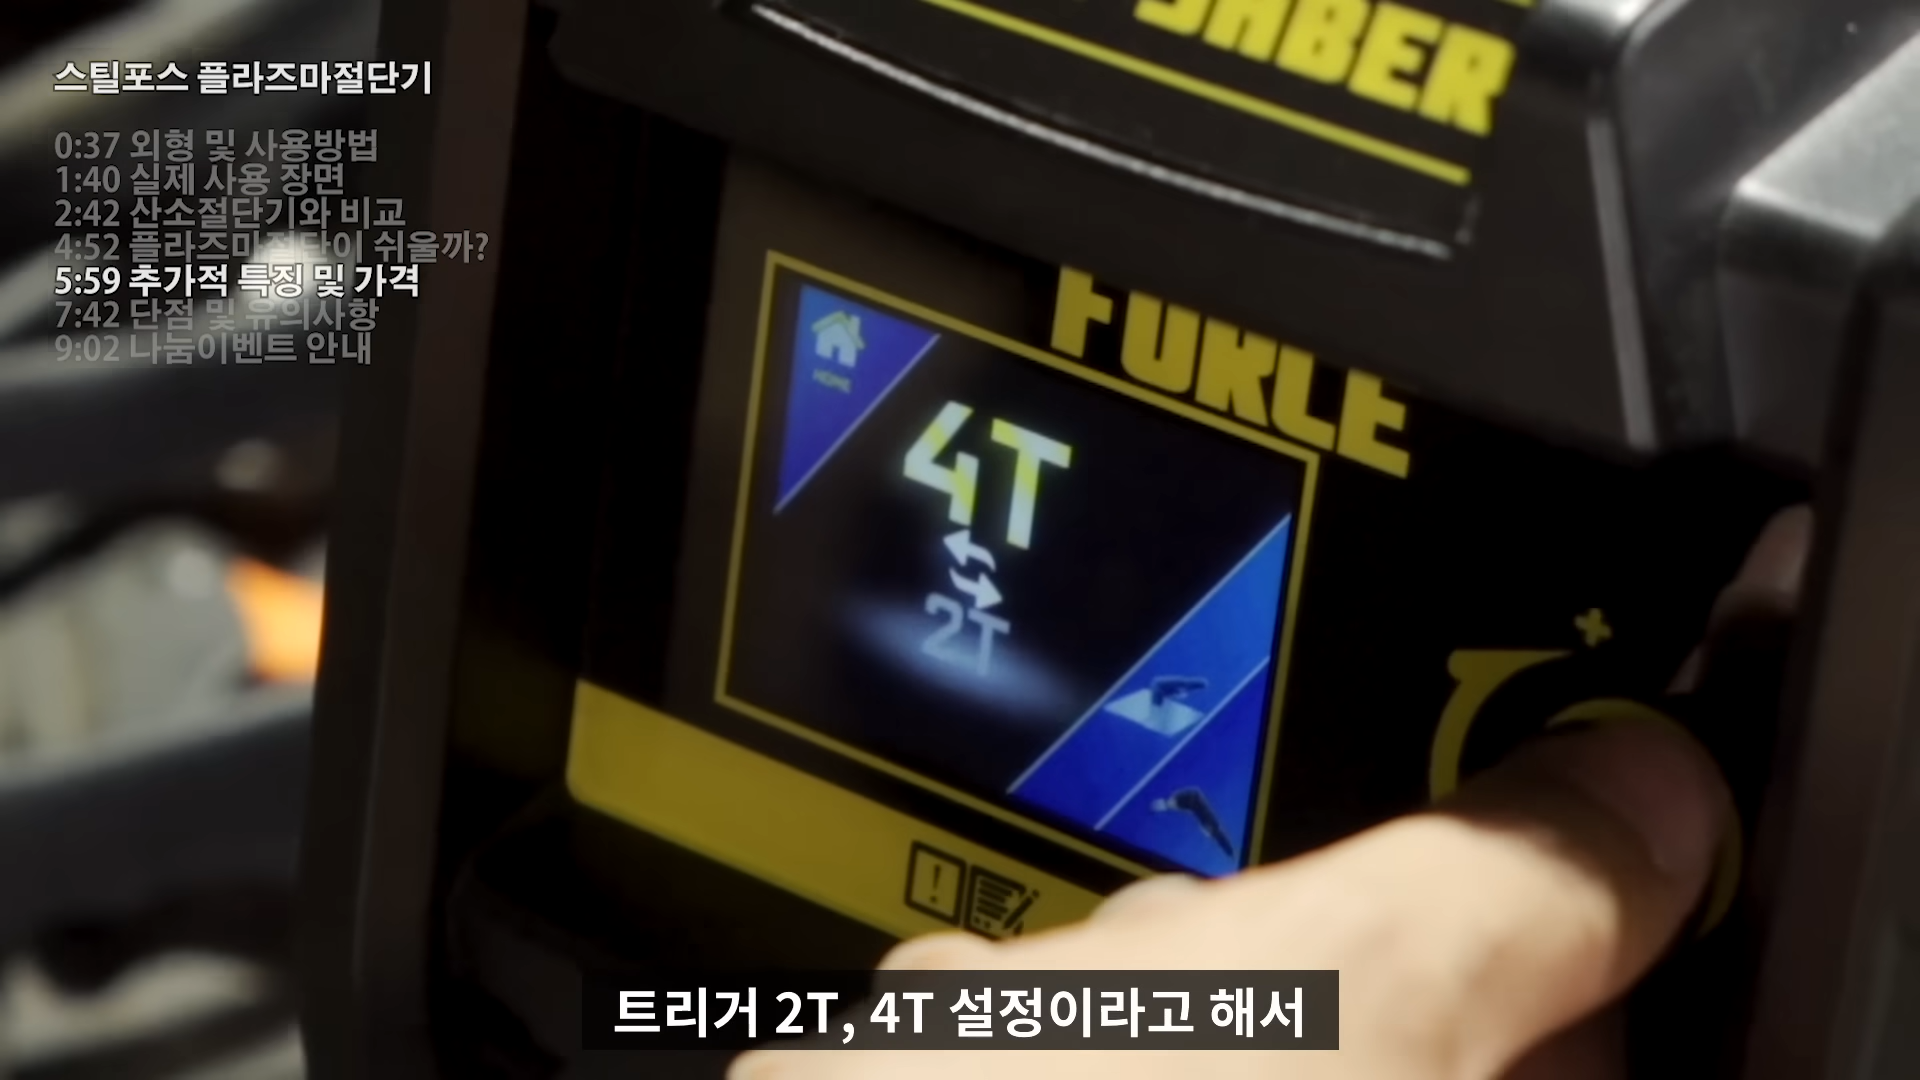 스틸포스 플라즈마절단기
0:37 외형 및 사용방법
1:40 실제 사용 장면
2:42 산소절단기와 비교
4:52 플라즈마절단이 쉬울까?
5:59 추가적 특징 및 가격
7:42 단점 및 유의사항
9:02 나눔이벤트 안내
SABER
FORCE
HOME
4T
2T
+
트리거 2T, 4T 설정이라고 해서